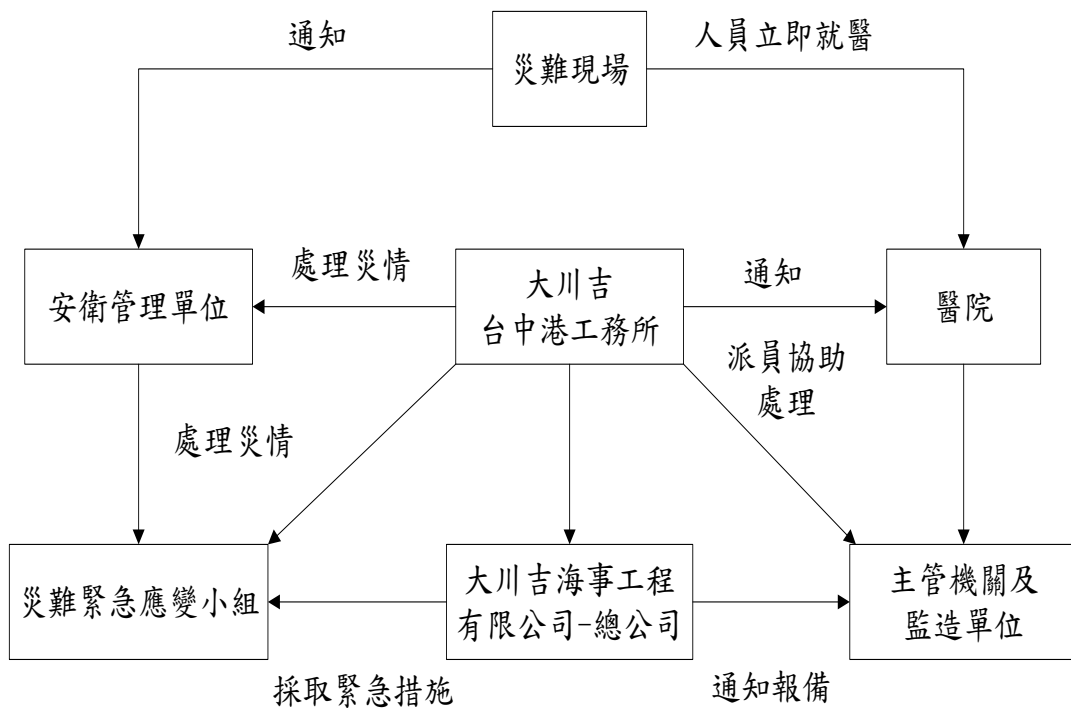 通知
人員立即就醫
災難現場
安衛管理單位
處理災情
大川吉
台中港工務所
通知
醫院
派員協助
處理
處理災情
災難緊急應變小組
大川吉海事工程
有限公司-總公司
主管機關及
監造單位
採取緊急措施
通知報備